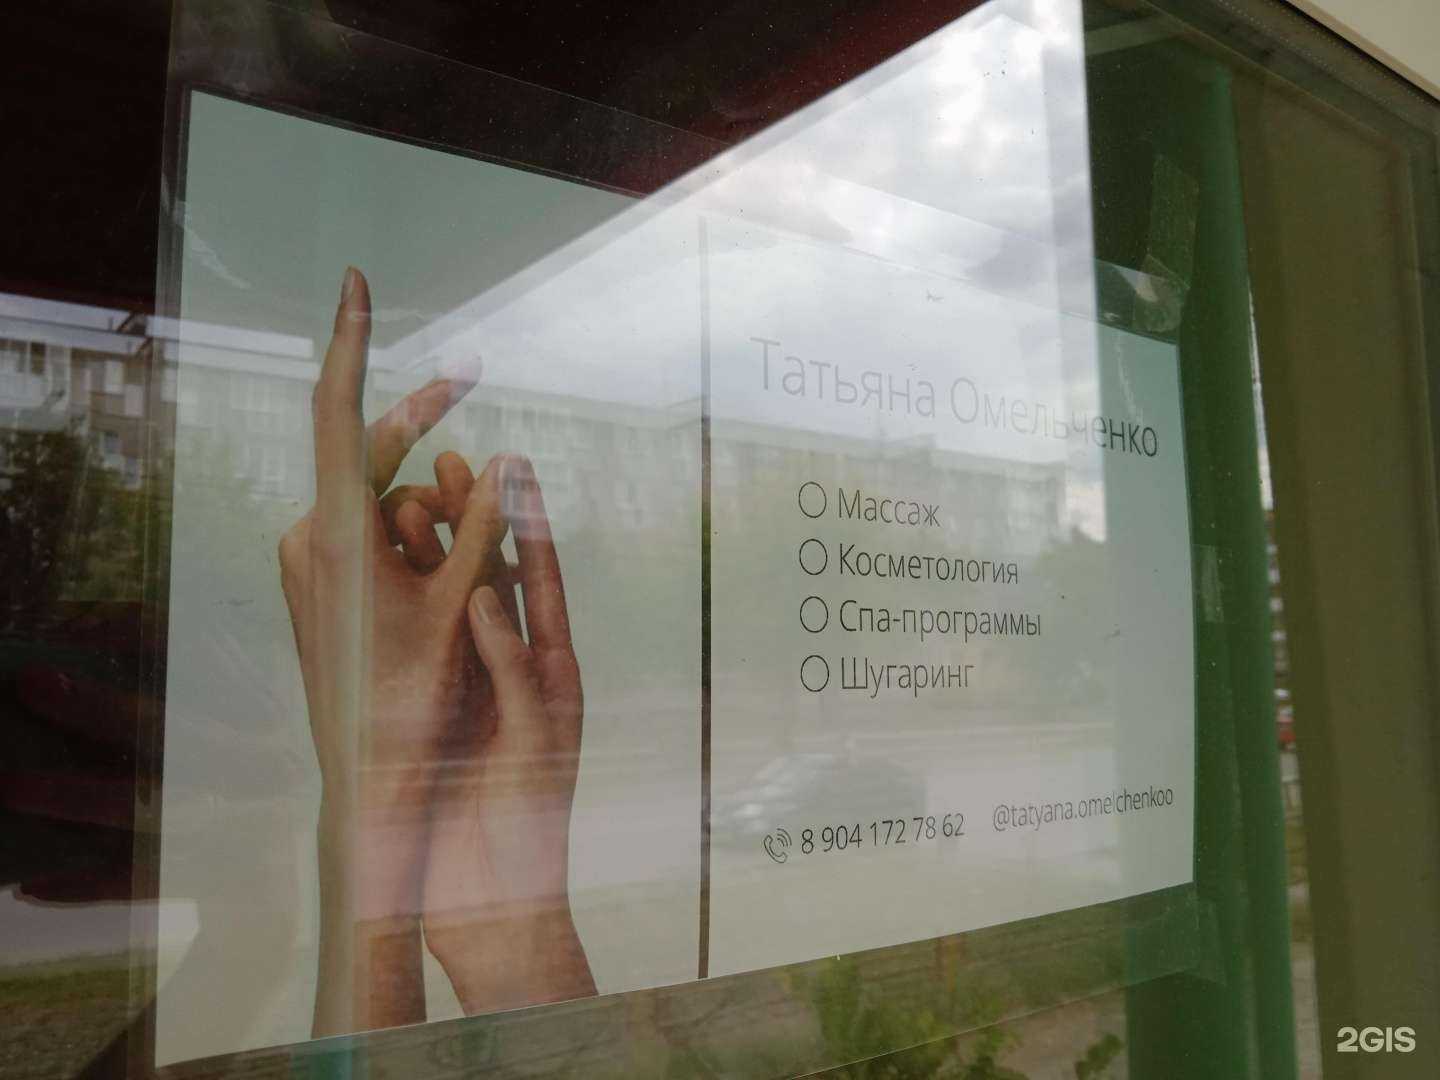 Татьяна Омельченко
Массаж
Косметология
Спа-программы
Шугаринг
8 904 172 78 62 @tatyana.omelchenkoo
2GIS